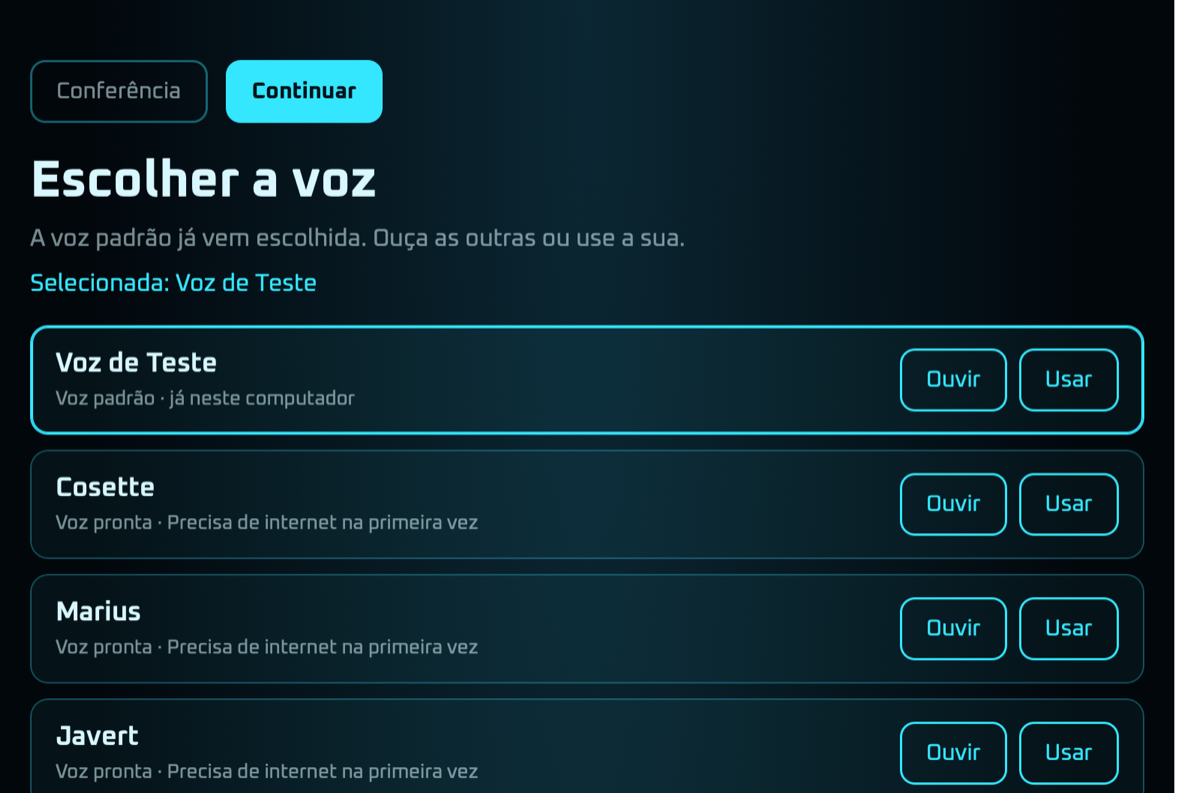 Conferência
Continuar
Escolher a voz
A voz padrão já vem escolhida. Ouça as outras ou use a sua.
Selecionada: Voz de Teste
Voz de Teste
Voz padrão · já neste computador
Ouvir
Usar
Cosette
Voz pronta · Precisa de internet na primeira vez
Ouvir
Usar
Marius
Voz pronta · Precisa de internet na primeira vez
Ouvir
Usar
Javert
Voz pronta · Precisa de internet na primeira vez
Ouvir
Usar